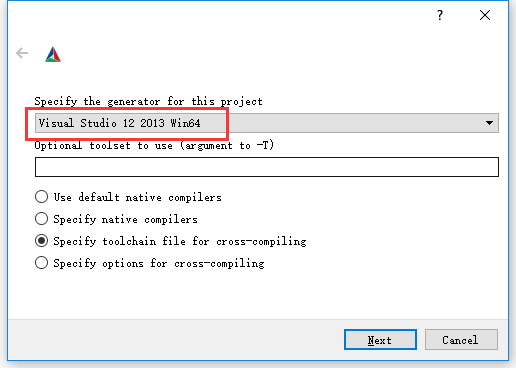 ?
Specify the generator for this project
Visual Studio 12 2013 Win64
Optional toolset to use (argument to -T)
Use default native compilers
Specify native compilers
Specify toolchain file for cross-compiling
Specify options for cross-compiling
Next
Cancel